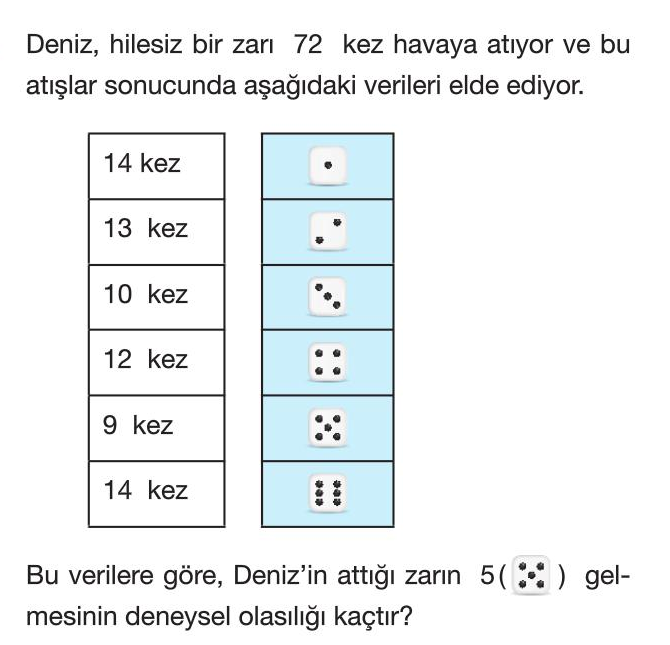 Deniz, hilesiz bir zarı 72 kez havaya atıyor ve bu
atışlar sonucunda aşağıdaki verileri elde ediyor.
14 kez
13 kez
10 kez
12 kez
9 kez
14 kez
Bu verilere göre, Deniz’in attığı zarın 5( ) gel-
mesinin deneysel olasılığı kaçtır?